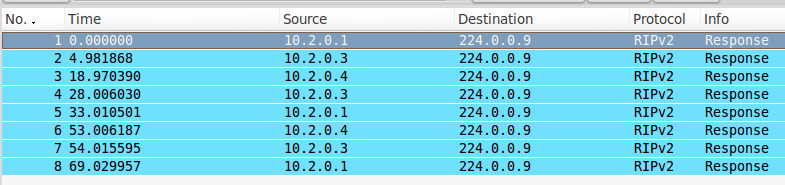 No. Time Source Destination Protocol Info
1 0.000000 10.2.0.1 224.0.0.9 RIPv2 Response
2 4.981868 10.2.0.3 224.0.0.9 RIPv2 Response
3 18.970390 10.2.0.4 224.0.0.9 RIPv2 Response
4 28.006030 10.2.0.3 224.0.0.9 RIPv2 Response
5 33.010501 10.2.0.1 224.0.0.9 RIPv2 Response
6 53.006187 10.2.0.4 224.0.0.9 RIPv2 Response
7 54.015595 10.2.0.3 224.0.0.9 RIPv2 Response
8 69.029957 10.2.0.1 224.0.0.9 RIPv2 Response